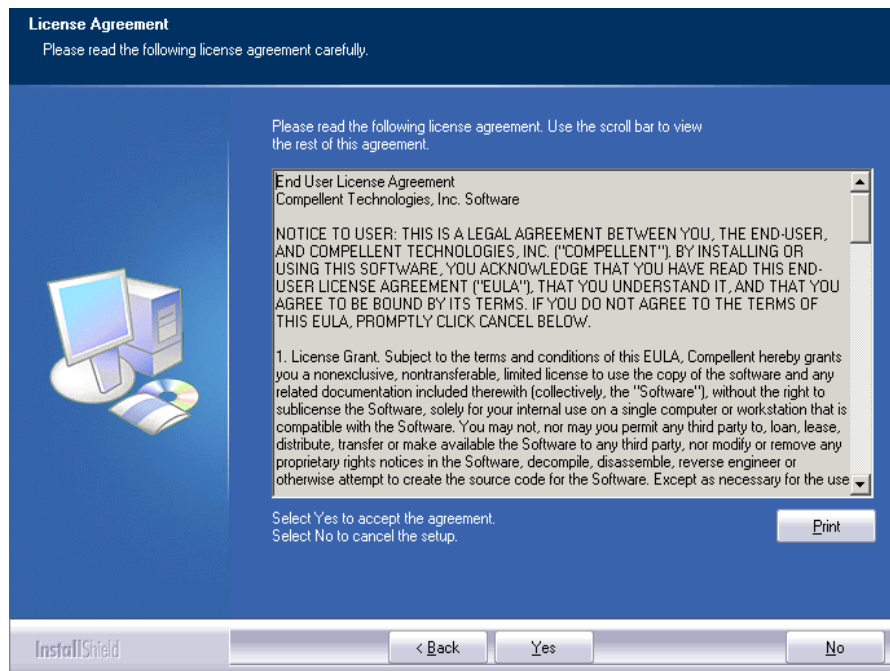 License Agreement
Please read the following license agreement carefully.
Please read the following license agreement. Use the scroll bar to view
the rest of this agreement.
End User License Agreement
Compellent Technologies, Inc. Software
NOTICE TO USER: THIS IS A LEGAL AGREEMENT BETWEEN YOU, THE END-USER,
AND COMPELLENT TECHNOLOGIES, INC. ("COMPELLENT"). BY INSTALLING OR
USING THIS SOFTWARE, YOU ACKNOWLEDGE THAT YOU HAVE READ THIS END-
USER LICENSE AGREEMENT ("EULA"), THAT YOU UNDERSTAND IT, AND THAT YOU
AGREE TO BE BOUND BY ITS TERMS. IF YOU DO NOT AGREE TO THE TERMS OF
THIS EULA, PROMPTLY CLICK CANCEL BELOW.
1. License Grant. Subject to the terms and conditions of this EULA, Compellent hereby grants
you a nonexclusive, nontransferable, limited license to use the copy of the software and any
related documentation included therewith (collectively, the "Software"), without the right to
sublicense the Software, solely for your internal use on a single computer or workstation that is
compatible with the Software. You may not, nor may you permit any third party to, loan, lease,
distribute, transfer or make available the Software to any third party, nor modify or remove any
proprietary rights notices in the Software, decompile, disassemble, reverse engineer or
otherwise attempt to create the source code for the Software. Except as necessary for the use
Select Yes to accept the agreement.
Select No to cancel the setup.
Print
InstallShield
< Back
Yes
No